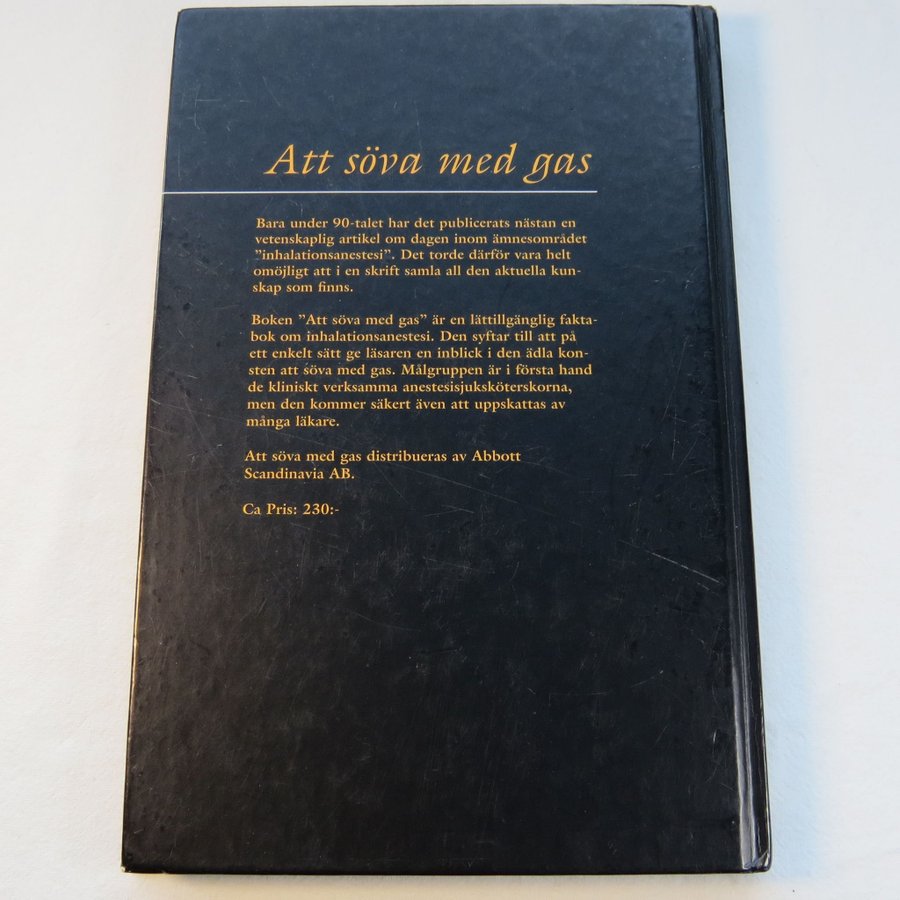 Att söva med gas
Bara under 90-talet har det publicerats nästan en
vetenskaplig artikel om dagen inom ämnesområdet
”inhalationsanestesi”. Det torde därför vara helt
omöjligt att i en skrift samla all den aktuella kun-
skap som finns.
Boken ”Att söva med gas” är en lättillgänglig fakta-
bok om inhalationsanestesi. Den syftar till att på
ett enkelt sätt ge läsaren en inblick i den ädla kon-
sten att söva med gas. Målgruppen är i första hand
de kliniskt verksamma anestesisjuksköterskorna,
men den kommer säkert även att uppskattas av
många läkare.
Att söva med gas distribueras av Abbott
Scandinavia AB.
Ca Pris: 230:-